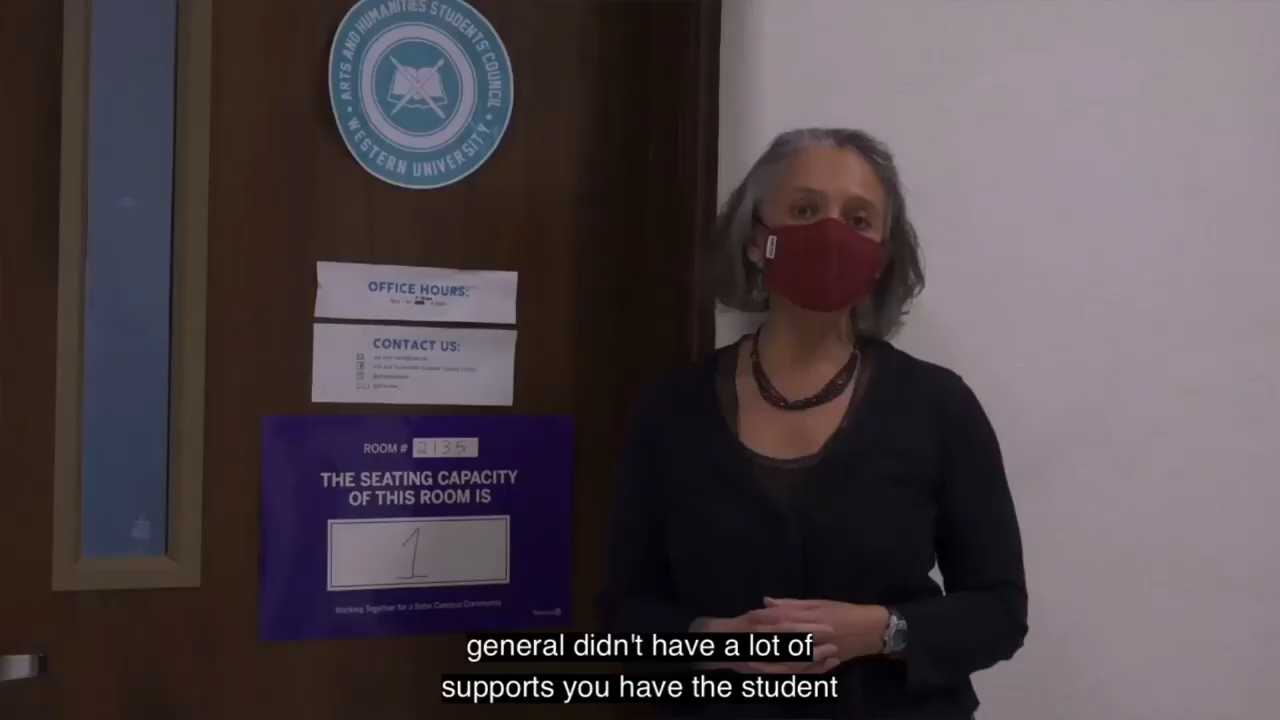 ARTS AND HUMANITIES STUDENTS' COUNCIL
• WESTERN UNIVERSITY •
OFFICE HOURS:
CONTACT US:
ROOM # 2135
THE SEATING CAPACITY
OF THIS ROOM IS
1
Working Together for a Safer Campus Community
general didn't have a lot of
supports you have the student